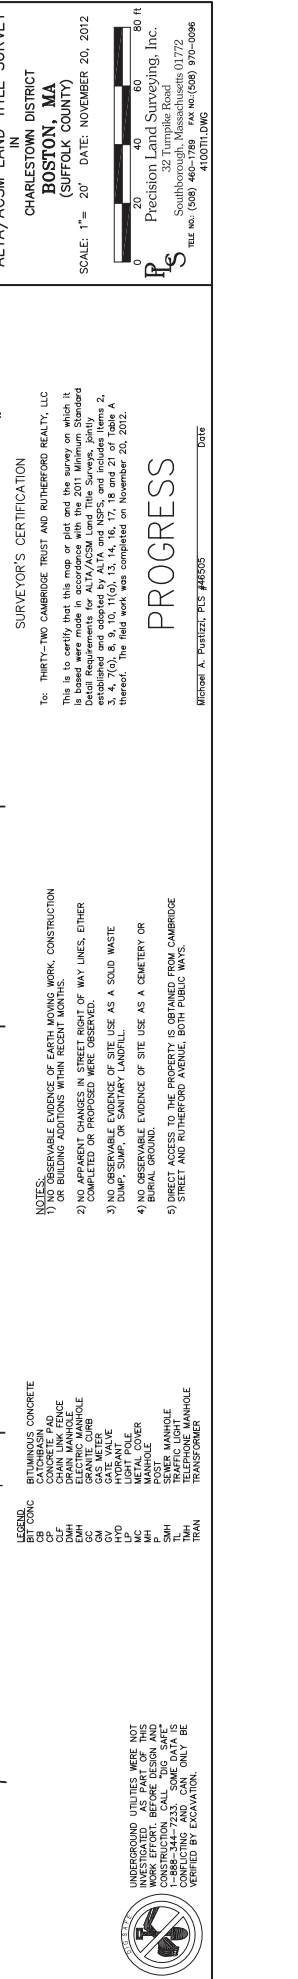 UNDERGROUND UTILITIES WERE NOT
INVESTIGATED AS PART OF THIS
WORK EFFORT. BEFORE DESIGN AND
CONSTRUCTION CALL "DIG SAFE"
1-888-344-7233. SOME DATA IS
CONFLICTING AND CAN ONLY BE
VERIFIED BY EXCAVATION.
DIG SAFE
LEGEND
BIT CONC BITUMINOUS CONCRETE
CB CATCHBASIN
CP CONCRETE PAD
CLF CHAIN LINK FENCE
DMH DRAIN MANHOLE
EMH ELECTRIC MANHOLE
GC GRANITE CURB
GM GAS METER
GV GATE VALVE
HYD HYDRANT
LP LIGHT POLE
MC METAL COVER
MH MANHOLE
P POST
SMH SEWER MANHOLE
TL TRAFFIC LIGHT
TMH TELEPHONE MANHOLE
TRAN TRANSFORMER
NOTES:
1) NO OBSERVABLE EVIDENCE OF EARTH MOVING WORK, CONSTRUCTION
OR BUILDING ADDITIONS WITHIN RECENT MONTHS.
2) NO APPARENT CHANGES IN STREET RIGHT OF WAY LINES, EITHER
COMPLETED OR PROPOSED WERE OBSERVED.
3) NO OBSERVABLE EVIDENCE OF SITE USE AS A SOLID WASTE
DUMP, SUMP, OR SANITARY LANDFILL.
4) NO OBSERVABLE EVIDENCE OF SITE USE AS A CEMETERY OR
BURIAL GROUND.
5) DIRECT ACCESS TO THE PROPERTY IS OBTAINED FROM CAMBRIDGE
STREET AND RUTHERFORD AVENUE, BOTH PUBLIC WAYS.
SURVEYOR'S CERTIFICATION
To: THIRTY-TWO CAMBRIDGE TRUST AND RUTHERFORD REALTY, LLC
This is to certify that this map or plat and the survey on which it
is based were made in accordance with the 2011 Minimum Standard
Detail Requirements for ALTA/ACSM Land Title Surveys, jointly
established and adopted by ALTA and NSPS, and includes Items 2,
3, 4, 7(a), 8, 9, 10, 11(a), 13, 14, 16, 17, 18 and 21 of Table A
thereof. The field work was completed on November 20, 2012.
PROGRESS
Michael A. Pustizzi, PLS #46505 Date
ALTA/ACSM LAND TITLE SURVEY
IN
CHARLESTOWN DISTRICT
BOSTON, MA
(SUFFOLK COUNTY)
SCALE: 1"= 20' DATE: NOVEMBER 20, 2012
0 20 40 60 80 ft
PLS
Precision Land Surveying, Inc.
32 Turnpike Road
Southborough, Massachusetts 01772
TELE NO.: (508) 460-1789 FAX NO.:(508) 970-0096
4100TI1.DWG